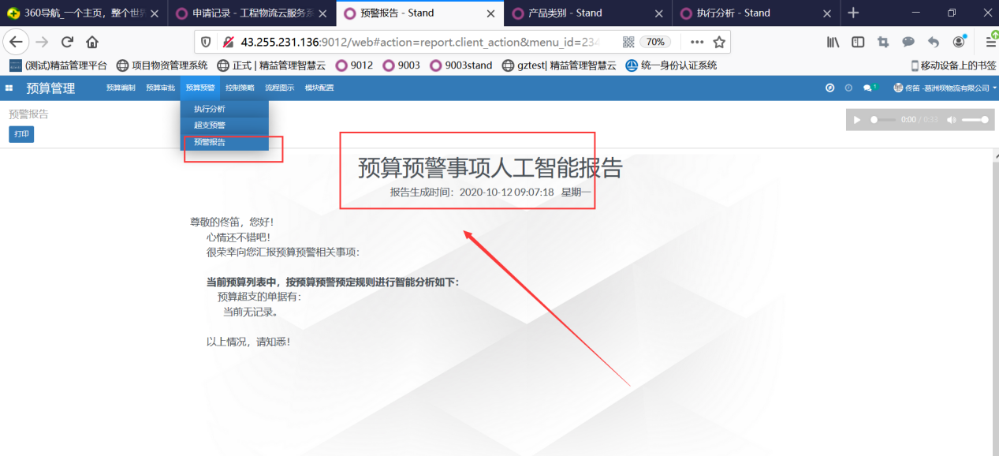 360导航_一个主页，整个世界
申请记录 - 工程物流云服务系
预警报告 - Stand
产品类别 - Stand
执行分析 - Stand
43.255.231.136:9012/web#action=report.client_action&menu_id=234
70%
(测试)精益管理平台
项目物资管理系统
正式 | 精益管理智慧云
9012
9003
9003stand
gztest| 精益管理智慧云
统一身份认证系统
移动设备上的书签
预算管理
预算编制
预算审批
预算预警
控制策略
流程图示
模块配置
1
佟笛 -葛洲坝物流有限公司
执行分析
超支预警
预警报告
预警报告
打印
0:00 / 0:33
预算预警事项人工智能报告
报告生成时间：2020-10-12 09:07:18 星期一
尊敬的佟笛，您好！
心情还不错吧！
很荣幸向您汇报预算预警相关事项：
当前预算列表中，按预算预警预定规则进行智能分析如下：
预算超支的单据有：
当前无记录。
以上情况，请知悉！